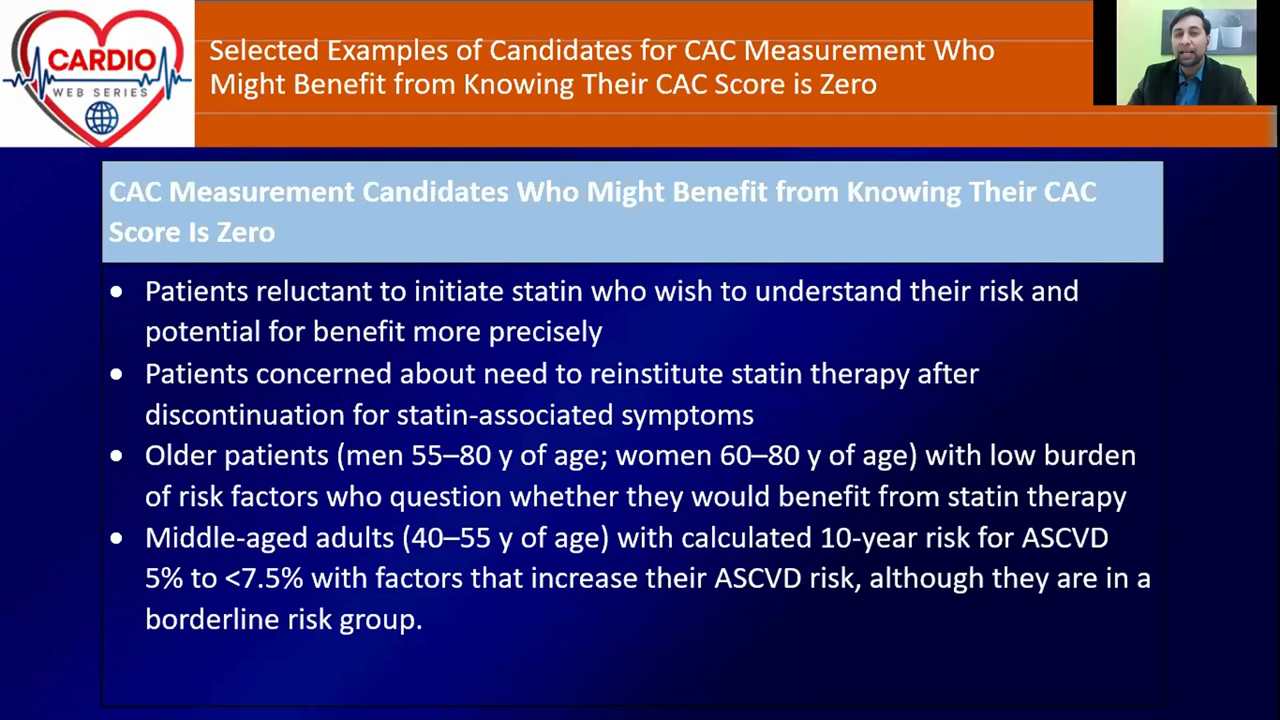 CARDIO
WEB SERIES
Selected Examples of Candidates for CAC Measurement Who
Might Benefit from Knowing Their CAC Score is Zero
CAC Measurement Candidates Who Might Benefit from Knowing Their CAC
Score Is Zero
• Patients reluctant to initiate statin who wish to understand their risk and
potential for benefit more precisely
• Patients concerned about need to reinstitute statin therapy after
discontinuation for statin-associated symptoms
• Older patients (men 55–80 y of age; women 60–80 y of age) with low burden
of risk factors who question whether they would benefit from statin therapy
• Middle-aged adults (40–55 y of age) with calculated 10-year risk for ASCVD
5% to <7.5% with factors that increase their ASCVD risk, although they are in a
borderline risk group.